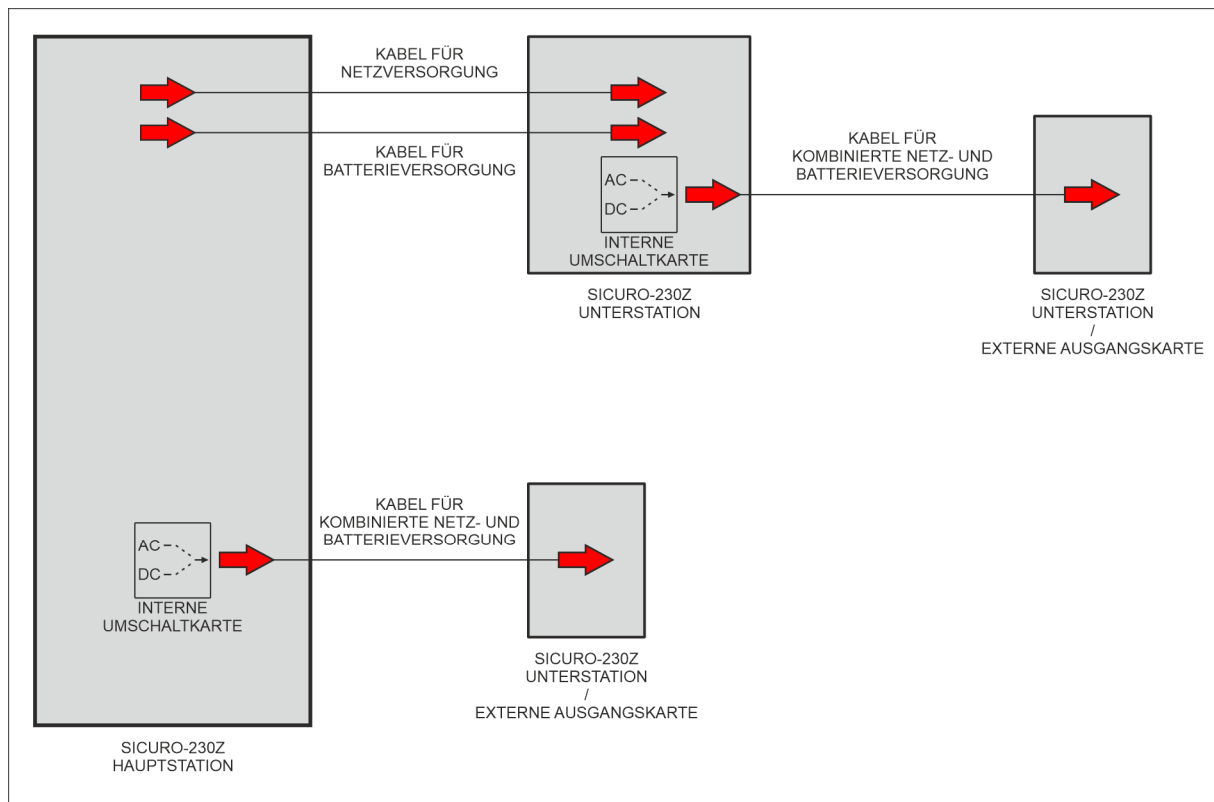 KABEL FÜR
NETZVERSORGUNG
KABEL FÜR
BATTERIEVERSORGUNG
AC
DC
INTERNE
UMSCHALTKARTE
SICURO-230Z
UNTERSTATION
KABEL FÜR
KOMBINIERTE NETZ- UND
BATTERIEVERSORGUNG
SICURO-230Z
UNTERSTATION
/
EXTERNE AUSGANGSKARTE
AC
DC
INTERNE
UMSCHALTKARTE
KABEL FÜR
KOMBINIERTE NETZ- UND
BATTERIEVERSORGUNG
SICURO-230Z
UNTERSTATION
/
EXTERNE AUSGANGSKARTE
SICURO-230Z
HAUPTSTATION